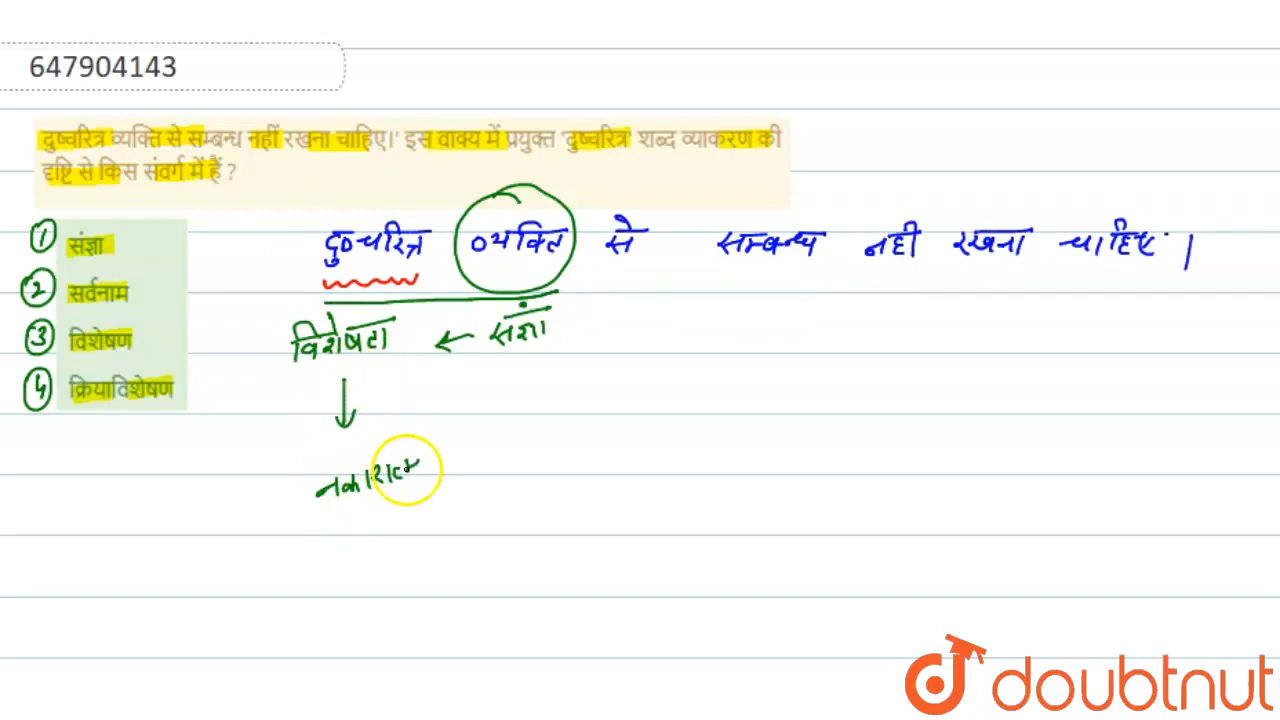 647904143
दुष्चरित्र व्यक्ति से सम्बन्ध नहीं रखना चाहिए।' इस वाक्य में प्रयुक्त 'दुष्चरित्र' शब्द व्याकरण की
दृष्टि से किस संवर्ग में हैं ?
1 संज्ञा
2 सर्वनाम
3 विशेषण
4 क्रियाविशेषण
दुष्चरित्र व्यक्ति से सम्बन्ध नही रखना चाहिए।
विशेषता ← संज्ञा
doubtnut